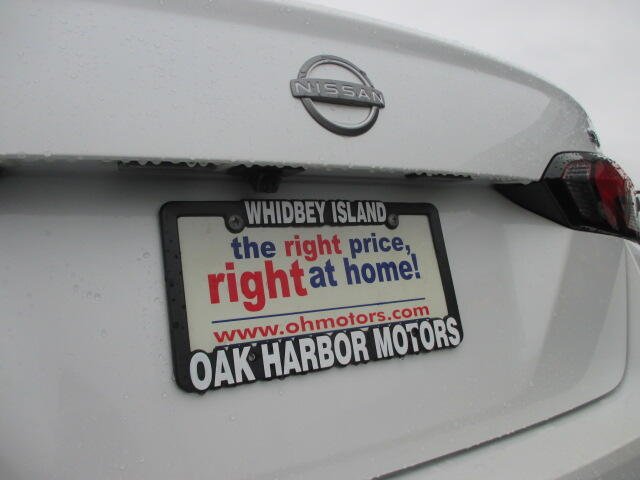 NISSAN
WHIDBEY ISLAND
the right price,
right at home!
www.ohmotors.com
OAK HARBOR MOTORS